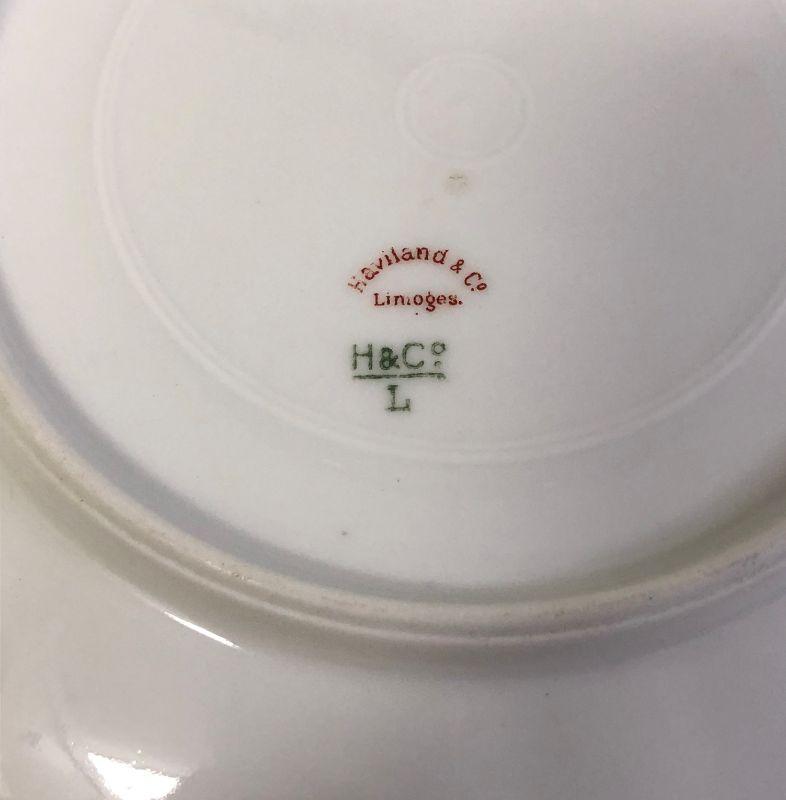 Haviland & Co
Limoges.
H&Co
L